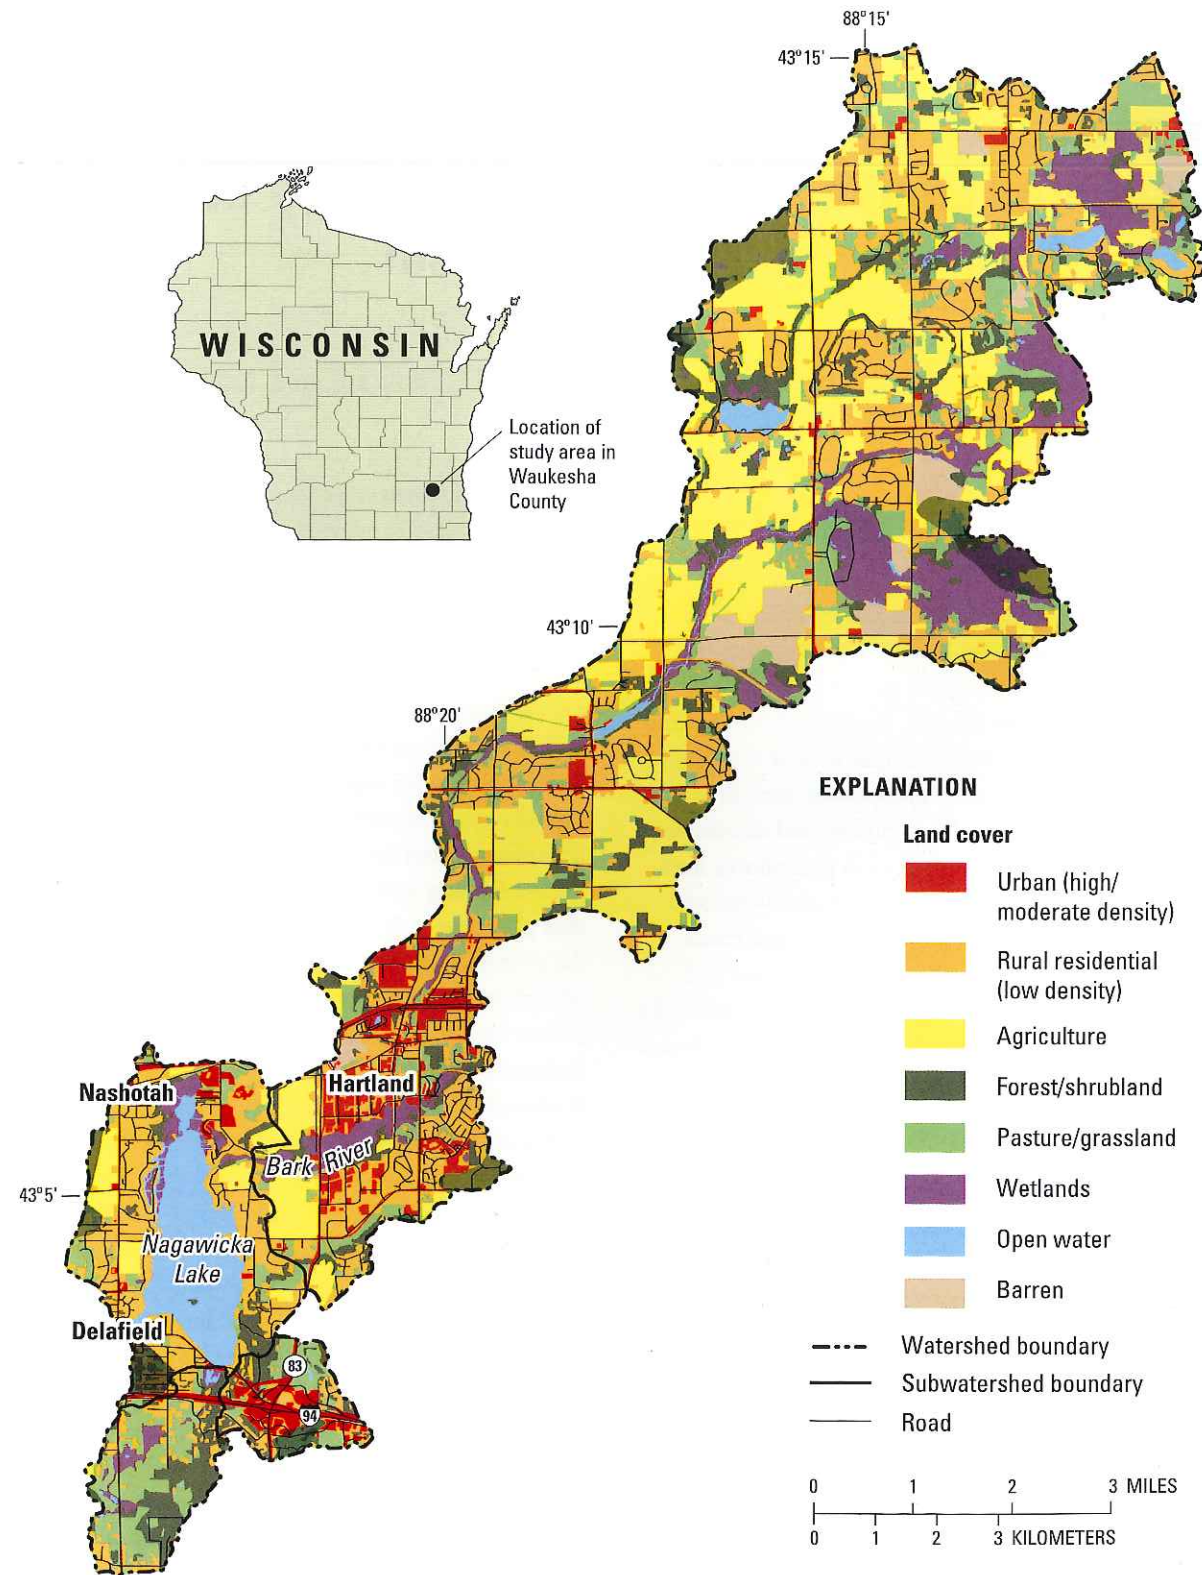 88°15'
43°15'
WISCONSIN
Location of
study area in
Waukesha
County
43°10'
88°20'
Nashotah
Hartland
Bark River
43°5'
Nagawicka
Lake
Delafield
83
94
EXPLANATION
Land cover
Urban (high/
moderate density)
Rural residential
(low density)
Agriculture
Forest/shrubland
Pasture/grassland
Wetlands
Open water
Barren
Watershed boundary
Subwatershed boundary
Road
0 1 2 3 MILES
0 1 2 3 KILOMETERS